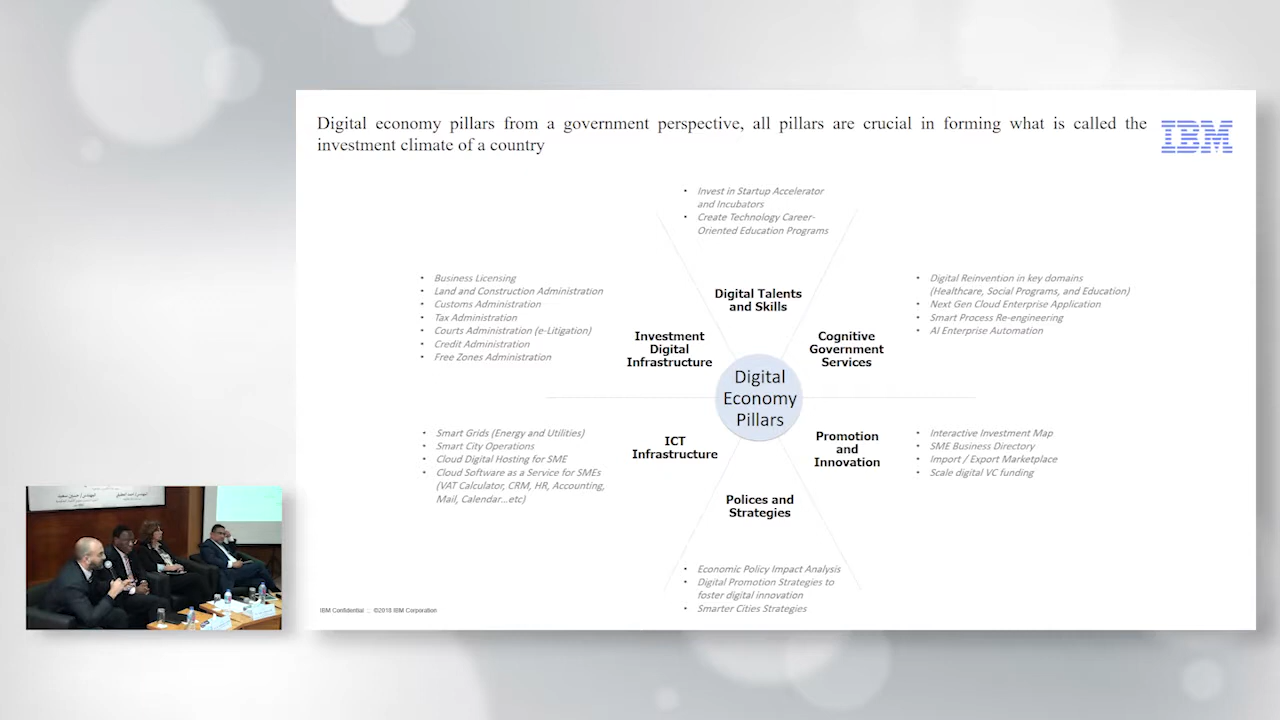 Digital economy pillars from a government perspective, all pillars are crucial in forming what is called the
investment climate of a country
IBM
• Invest in Startup Accelerator
and Incubators
• Create Technology Career-
Oriented Education Programs
Digital Talents
and Skills
• Business Licensing
• Land and Construction Administration
• Customs Administration
• Tax Administration
• Courts Administration (e-Litigation)
• Credit Administration
• Free Zones Administration
Investment
Digital
Infrastructure
Cognitive
Government
Services
• Digital Reinvention in key domains
(Healthcare, Social Programs, and Education)
• Next Gen Cloud Enterprise Application
• Smart Process Re-engineering
• AI Enterprise Automation
Digital
Economy
Pillars
• Smart Grids (Energy and Utilities)
• Smart City Operations
• Cloud Digital Hosting for SME
• Cloud Software as a Service for SMEs
(VAT Calculator, CRM, HR, Accounting,
Mail, Calendar...etc)
ICT
Infrastructure
Promotion
and
Innovation
• Interactive Investment Map
• SME Business Directory
• Import / Export Marketplace
• Scale digital VC funding
Polices and
Strategies
• Economic Policy Impact Analysis
• Digital Promotion Strategies to
foster digital innovation
• Smarter Cities Strategies
IBM Confidential :: ©2018 IBM Corporation